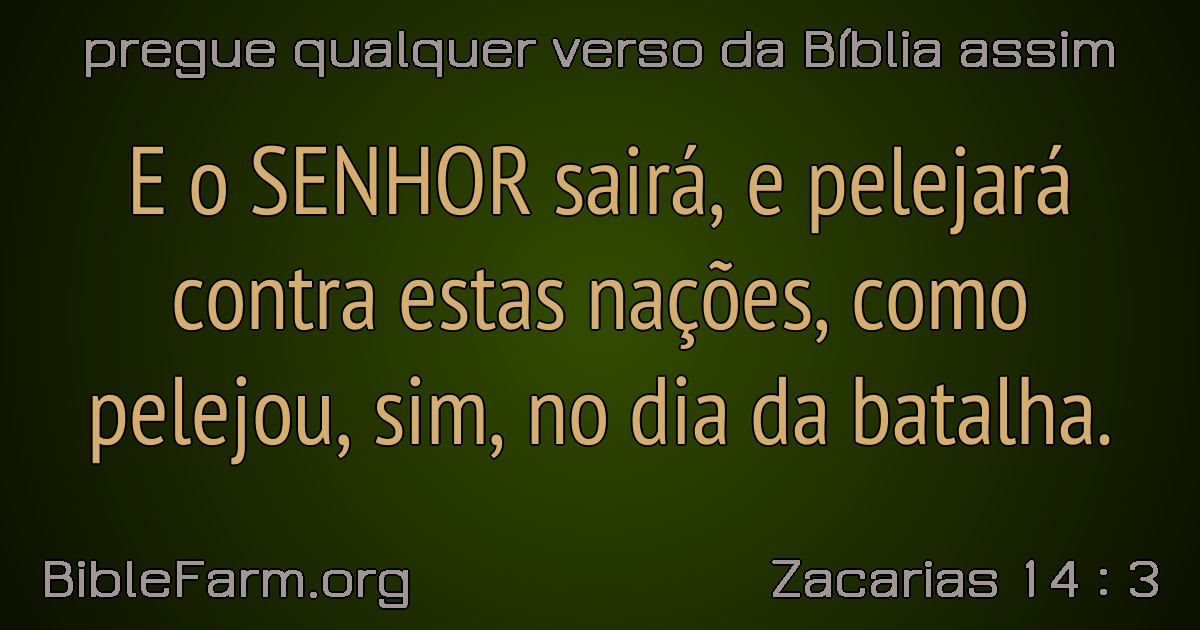 pregue qualquer verso da Bíblia assim
E o SENHOR sairá, e pelejará
contra estas nações, como
pelejou, sim, no dia da batalha.
BibleFarm.org
Zacarias 14 : 3